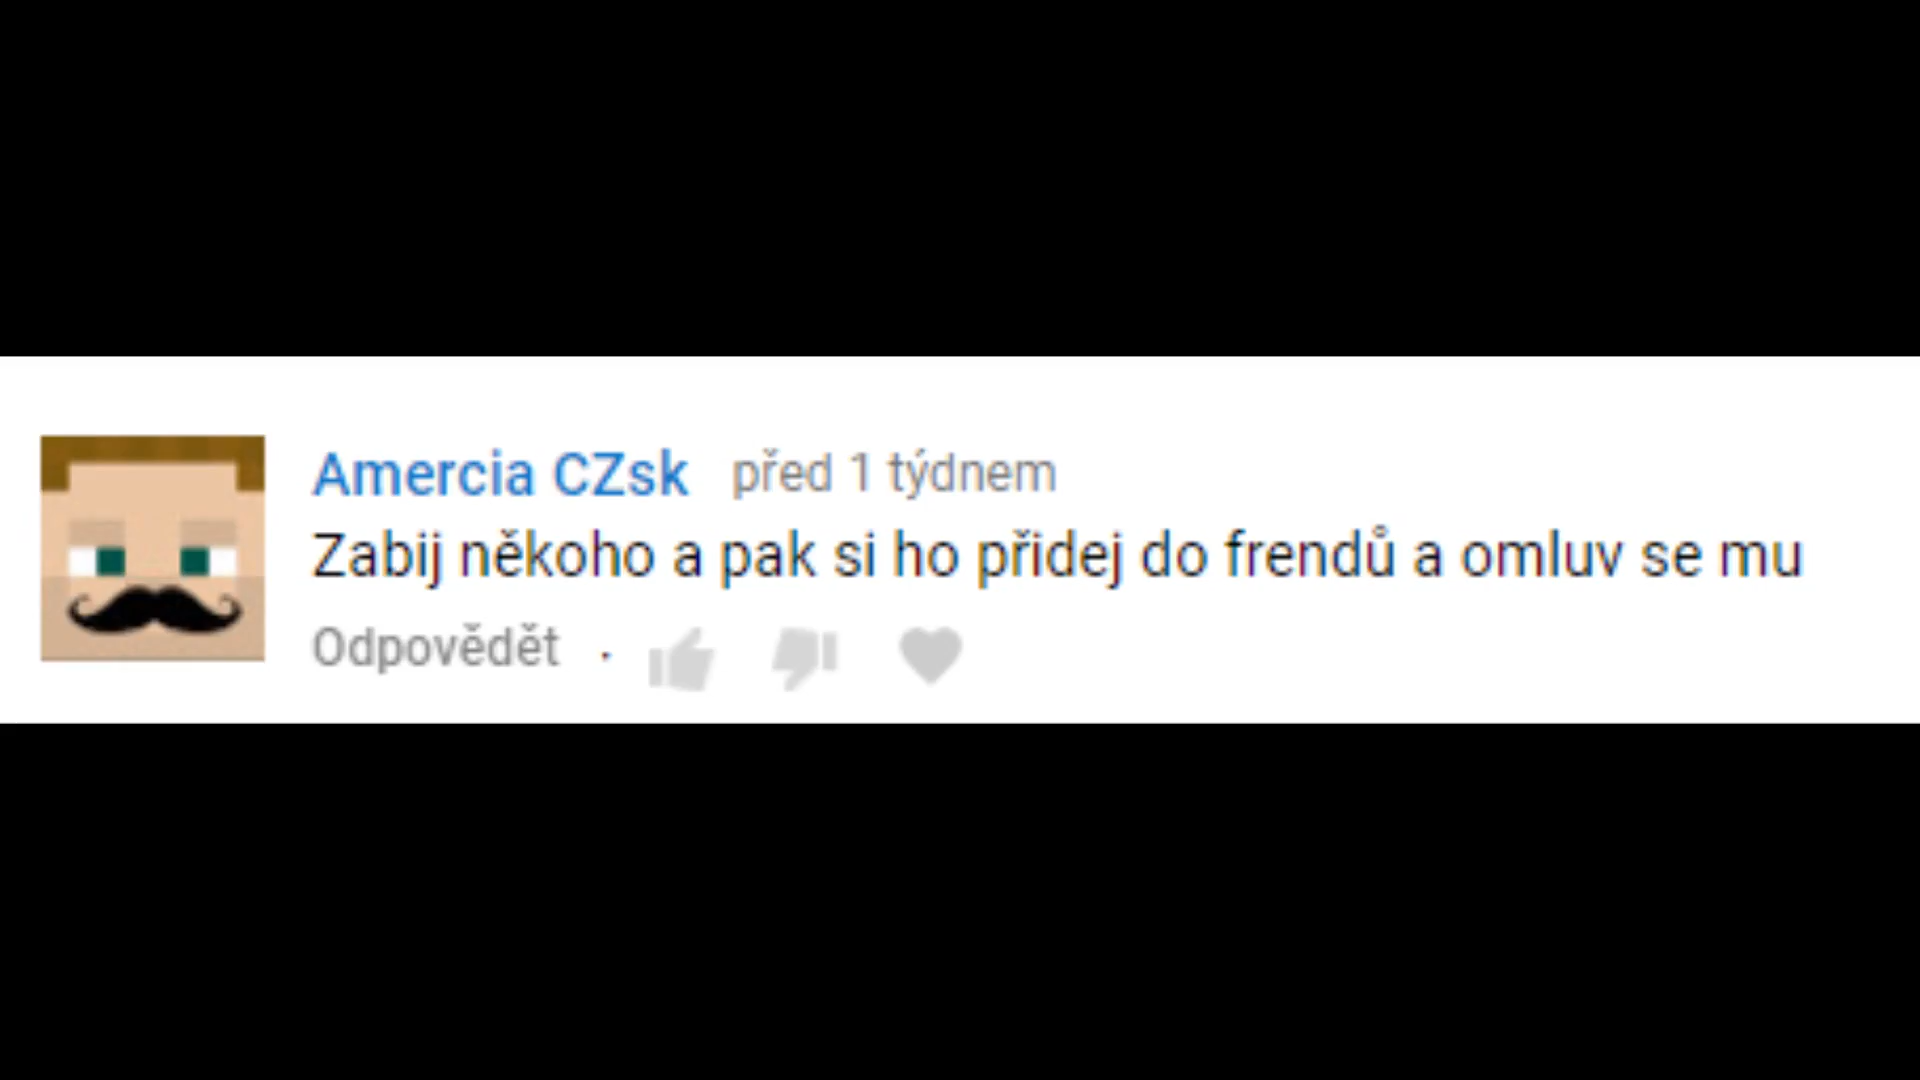 Amercia CZsk před 1 týdnem
Zabij někoho a pak si ho přidej do frendů a omluv se mu
Odpovědět ·